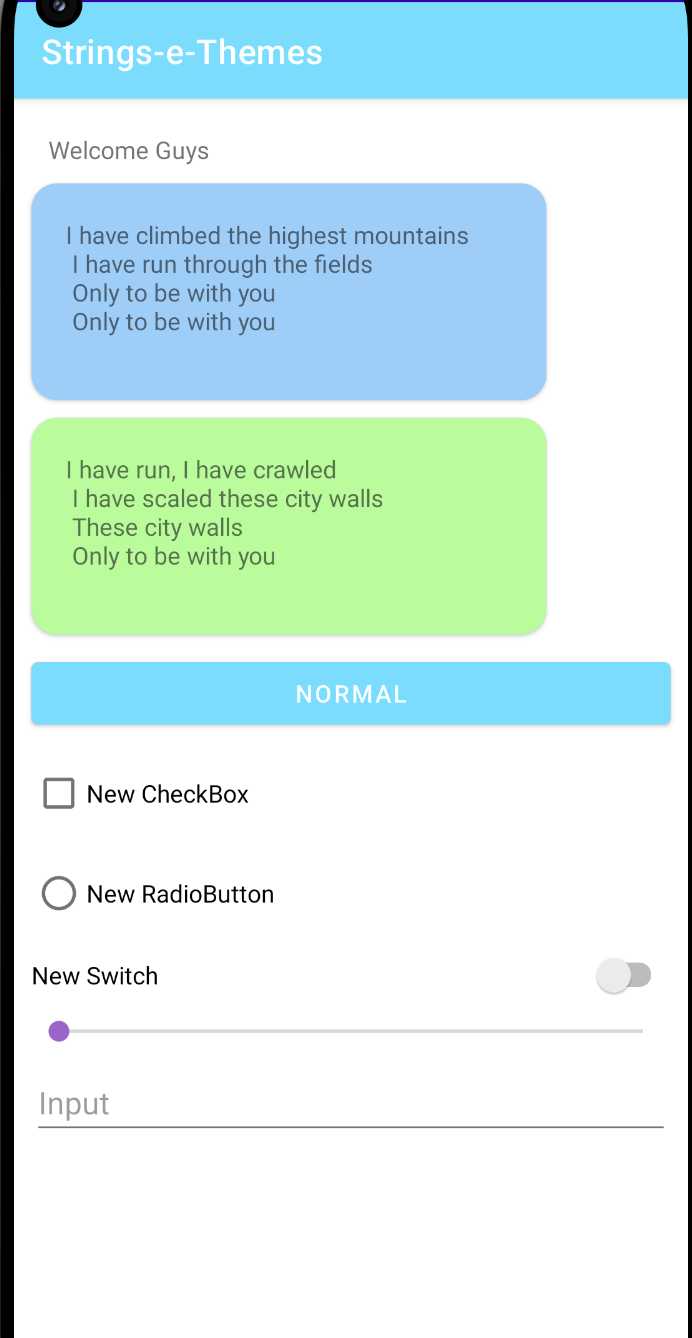 Strings-e-Themes
Welcome Guys
I have climbed the highest mountains
I have run through the fields
Only to be with you
Only to be with you
I have run, I have crawled
I have scaled these city walls
These city walls
Only to be with you
NORMAL
New CheckBox
New RadioButton
New Switch
Input